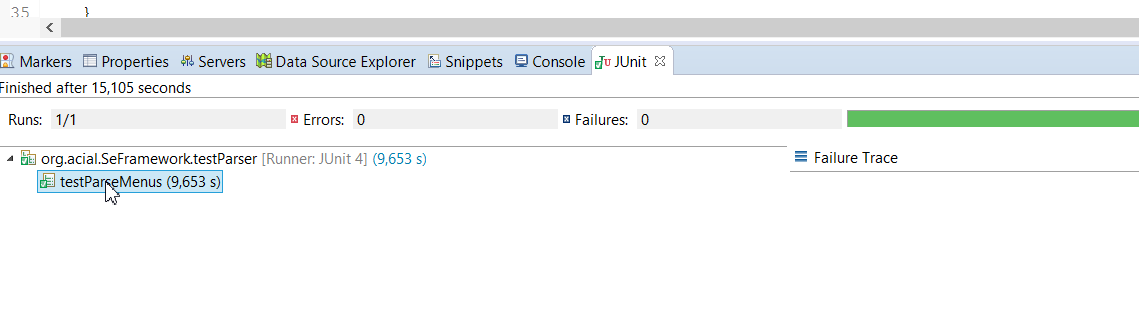 35 }
Markers Properties Servers Data Source Explorer Snippets Console JUnit
Finished after 15,105 seconds
Runs: 1/1 Errors: 0 Failures: 0
org.acial.SeFramework.testParser [Runner: JUnit 4] (9,653 s)
Failure Trace
testParseMenus (9,653 s)